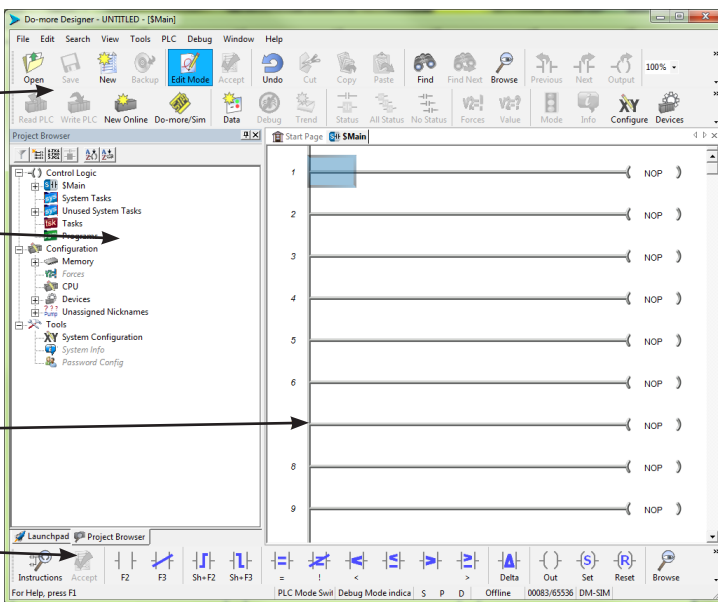 Do-more Designer - UNTITLED - [$Main]
File Edit Search View Tools PLC Debug Window Help
Open Save New Backup Edit Mode Accept Undo Cut Copy Paste Find Find Next Browse Previous Next Output 100%
Read PLC Write PLC New Online Do-more/Sim Data Debug Trend Status All Status No Status Forces Value Mode Info Configure Devices
Project Browser
Start Page $Main
Control Logic
$Main
System Tasks
Unused System Tasks
Tasks
Programs
Configuration
Memory
Forces
CPU
Devices
Unassigned Nicknames
Tools
System Configuration
System Info
Password Config
1 NOP
2 NOP
3 NOP
4 NOP
5 NOP
6 NOP
NOP
8 NOP
9 NOP
Launchpad Project Browser
Instructions Accept F2 F3 Sh+F2 Sh+F3 = ! < > Delta Out Set Reset Browse
For Help, press F1 PLC Mode Swit Debug Mode indica S P D Offline 00083/65536 DM-SIM